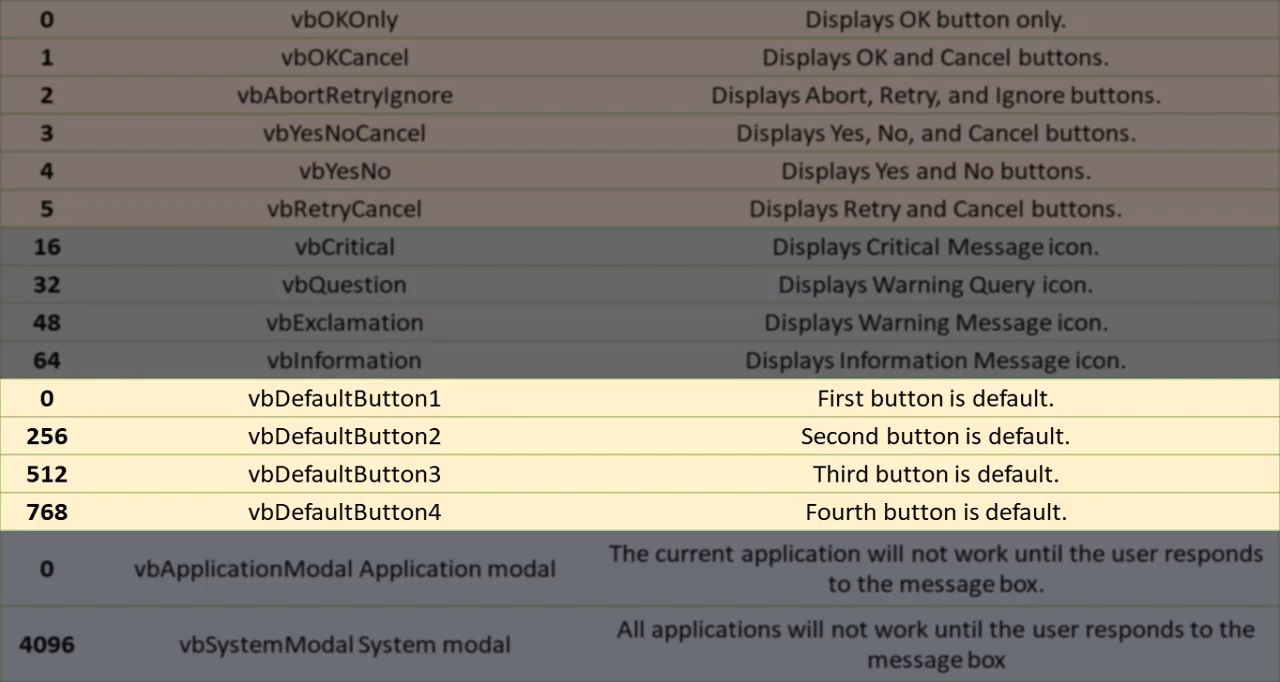 0 vbOKOnly Displays OK button only.
1 vbOKCancel Displays OK and Cancel buttons.
2 vbAbortRetryIgnore Displays Abort, Retry, and Ignore buttons.
3 vbYesNoCancel Displays Yes, No, and Cancel buttons.
4 vbYesNo Displays Yes and No buttons.
5 vbRetryCancel Displays Retry and Cancel buttons.
16 vbCritical Displays Critical Message icon.
32 vbQuestion Displays Warning Query icon.
48 vbExclamation Displays Warning Message icon.
64 vbInformation Displays Information Message icon.
0 vbDefaultButton1 First button is default.
256 vbDefaultButton2 Second button is default.
512 vbDefaultButton3 Third button is default.
768 vbDefaultButton4 Fourth button is default.
0 vbApplicationModal Application modal The current application will not work until the user responds
to the message box.
4096 vbSystemModal System modal All applications will not work until the user responds to the
message box